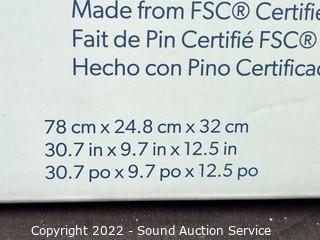 Made from FSC® Certifie
Fait de Pin Certifié FSC®
Hecho con Pino Certifica
78 cm x 24.8 cm x 32 cm
30.7 in x 9.7 in x 12.5 in
30.7 po x 9.7 po x 12.5 po
Copyright 2022 - Sound Auction Service